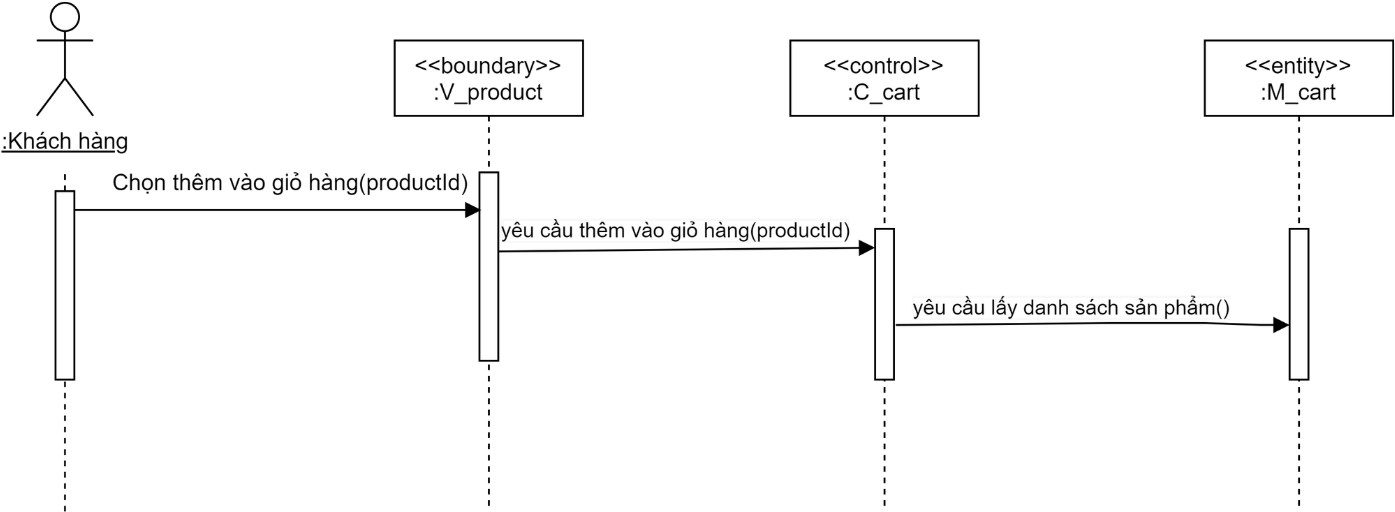 <<boundary>>
:V_product
<<control>>
:C_cart
<<entity>>
:M_cart
:Khách hàng
Chọn thêm vào giỏ hàng(productId)
yêu cầu thêm vào giỏ hàng(productId)
yêu cầu lấy danh sách sản phẩm()